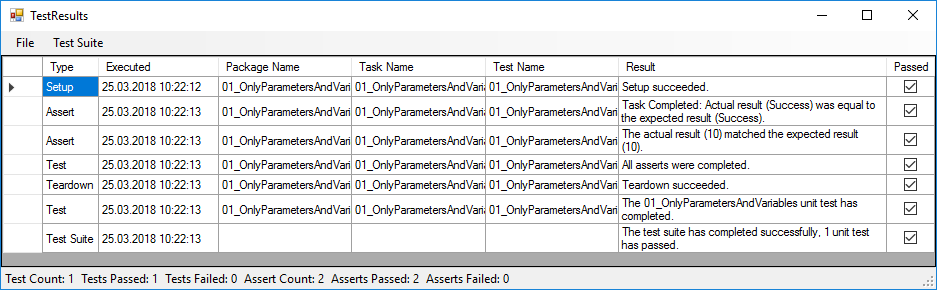 TestResults
File Test Suite
Type Executed Package Name Task Name Test Name Result Passed
Setup 25.03.2018 10:22:12 01_OnlyParametersAndVari 01_OnlyParametersAndVari 01_OnlyParametersAndVari Setup succeeded.
Assert 25.03.2018 10:22:13 01_OnlyParametersAndVari 01_OnlyParametersAndVari 01_OnlyParametersAndVari Task Completed: Actual result (Success) was equal to
the expected result (Success).
Assert 25.03.2018 10:22:13 01_OnlyParametersAndVari 01_OnlyParametersAndVari 01_OnlyParametersAndVari The actual result (10) matched the expected result
(10).
Test 25.03.2018 10:22:13 01_OnlyParametersAndVari 01_OnlyParametersAndVari 01_OnlyParametersAndVari All asserts were completed.
Teardown 25.03.2018 10:22:13 01_OnlyParametersAndVari 01_OnlyParametersAndVari 01_OnlyParametersAndVari Teardown succeeded.
Test 25.03.2018 10:22:13 01_OnlyParametersAndVari 01_OnlyParametersAndVari 01_OnlyParametersAndVari The 01_OnlyParametersAndVariables unit test has
completed.
Test Suite 25.03.2018 10:22:13 The test suite has completed successfully, 1 unit test
has passed.
Test Count: 1 Tests Passed: 1 Tests Failed: 0 Assert Count: 2 Asserts Passed: 2 Asserts Failed: 0